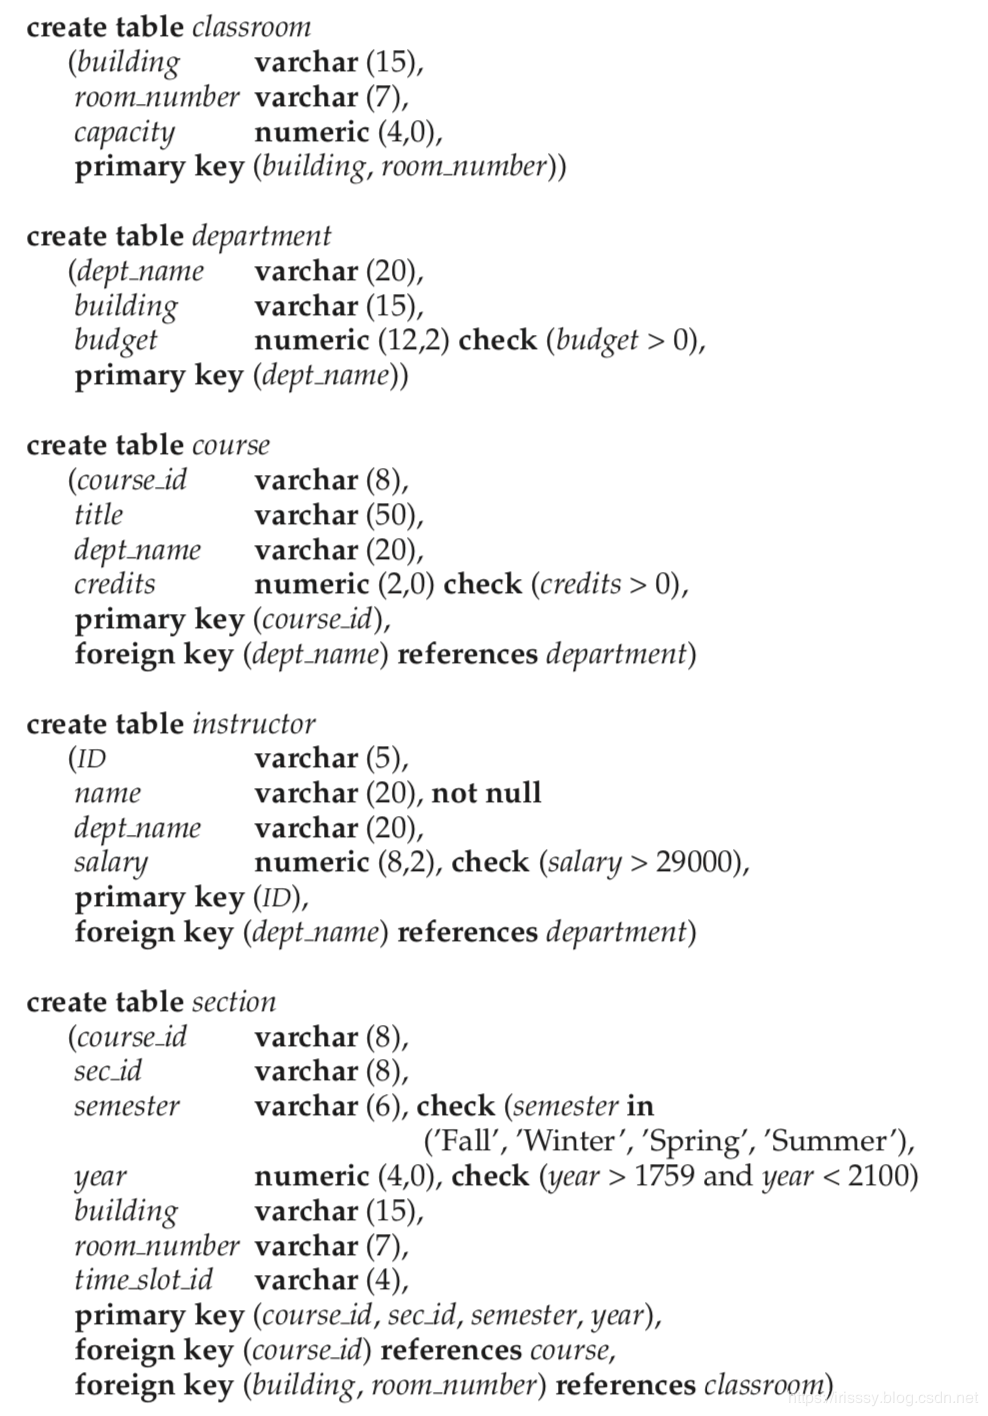 create table classroom
(building varchar (15),
room_number varchar (7),
capacity numeric (4,0),
primary key (building, room_number))
create table department
(dept_name varchar (20),
building varchar (15),
budget numeric (12,2) check (budget > 0),
primary key (dept_name))
create table course
(course_id varchar (8),
title varchar (50),
dept_name varchar (20),
credits numeric (2,0) check (credits > 0),
primary key (course_id),
foreign key (dept_name) references department)
create table instructor
(ID varchar (5),
name varchar (20), not null
dept_name varchar (20),
salary numeric (8,2), check (salary > 29000),
primary key (ID),
foreign key (dept_name) references department)
create table section
(course_id varchar (8),
sec_id varchar (8),
semester varchar (6), check (semester in
('Fall', 'Winter', 'Spring', 'Summer'),
year numeric (4,0), check (year > 1759 and year < 2100)
building varchar (15),
room_number varchar (7),
time_slot_id varchar (4),
primary key (course_id, sec_id, semester, year),
foreign key (course_id) references course,
foreign key (building, room_number) references classroom)
https://irisssy.blog.csdn.net